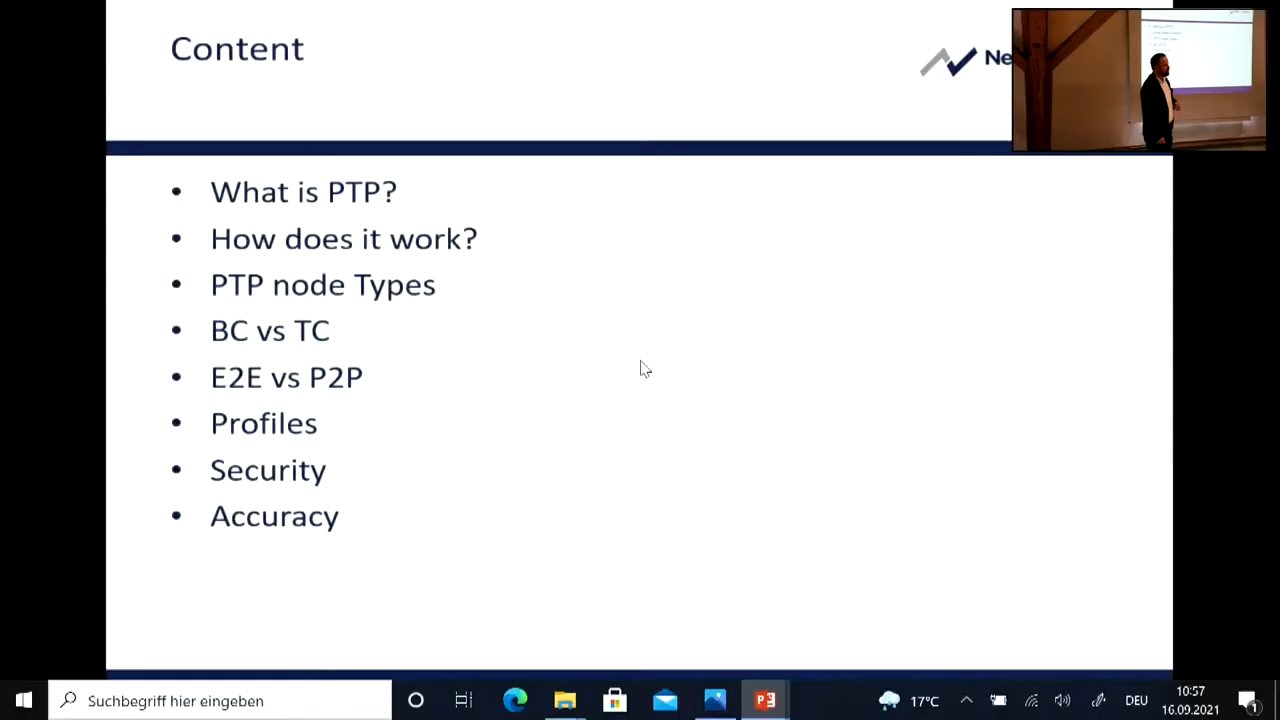 Content
Ne
• What is PTP?
• How does it work?
• PTP node Types
• BC vs TC
• E2E vs P2P
• Profiles
• Security
• Accuracy
Suchbegriff hier eingeben
17°C
DEU
10:57
16.09.2021
1